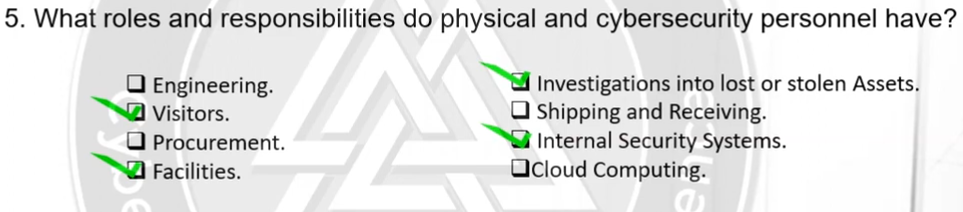 5. What roles and responsibilities do physical and cybersecurity personnel have?
Engineering.
Visitors.
Procurement.
Facilities.
Investigations into lost or stolen Assets.
Shipping and Receiving.
Internal Security Systems.
Cloud Computing.